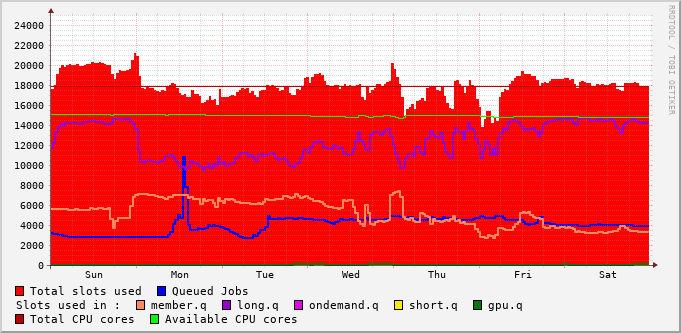 24000
22000
20000
18000
16000
14000
12000
10000
8000
6000
4000
2000
0
Sun Mon Tue Wed Thu Fri Sat
Total slots used Queued Jobs
Slots used in : member.q long.q ondemand.q short.q gpu.q
Total CPU cores Available CPU cores
RRDTOOL / TOBI OETIKER